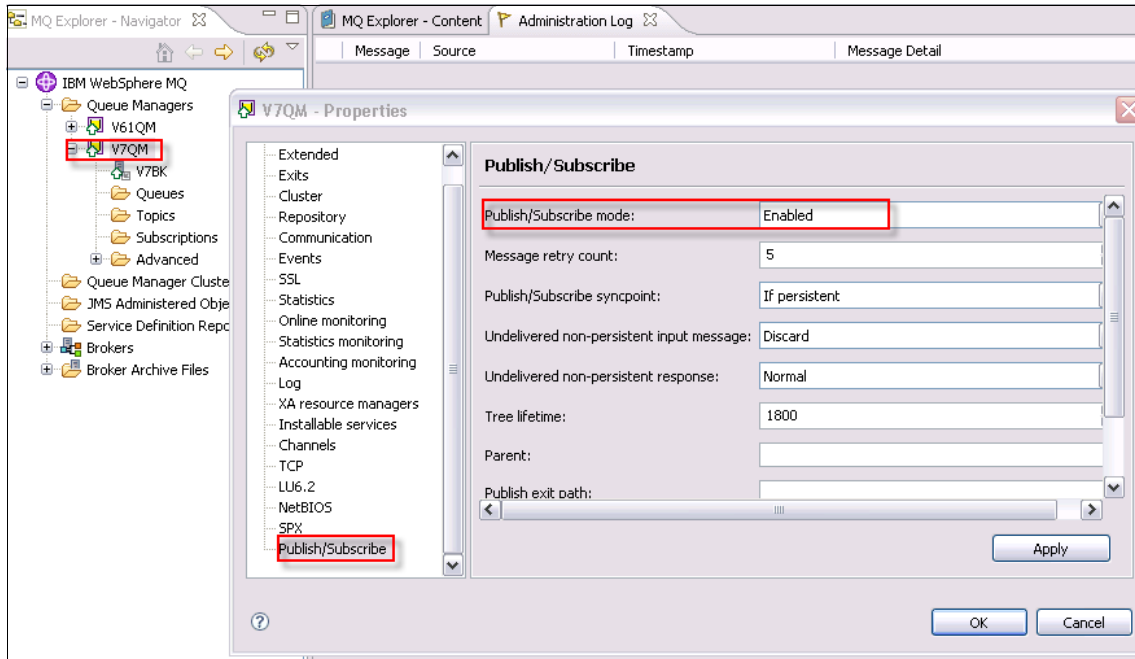 MQ Explorer - Navigator
MQ Explorer - Content
Administration Log
Message
Source
Timestamp
Message Detail
IBM WebSphere MQ
Queue Managers
V61QM
V7QM
V7BK
Queues
Topics
Subscriptions
Advanced
Queue Manager Cluste
JMS Administered Obje
Service Definition Repo
Brokers
Broker Archive Files
V7QM - Properties
Extended
Exits
Cluster
Repository
Communication
Events
SSL
Statistics
Online monitoring
Statistics monitoring
Accounting monitoring
Log
XA resource managers
Installable services
Channels
TCP
LU6.2
NetBIOS
SPX
Publish/Subscribe
Publish/Subscribe
Publish/Subscribe mode: Enabled
Message retry count: 5
Publish/Subscribe syncpoint: If persistent
Undelivered non-persistent input message: Discard
Undelivered non-persistent response: Normal
Tree lifetime: 1800
Parent:
Publish exit path:
Apply
?
OK
Cancel